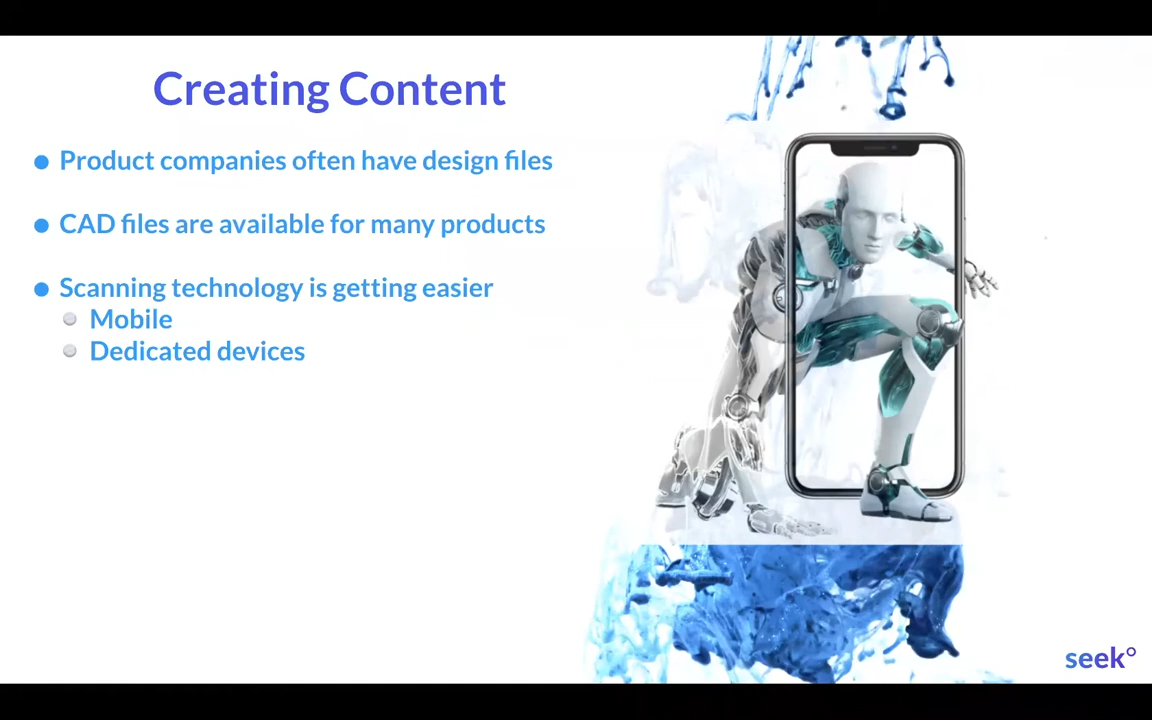 Creating Content
Product companies often have design files
CAD files are available for many products
Scanning technology is getting easier
Mobile
Dedicated devices
seek°